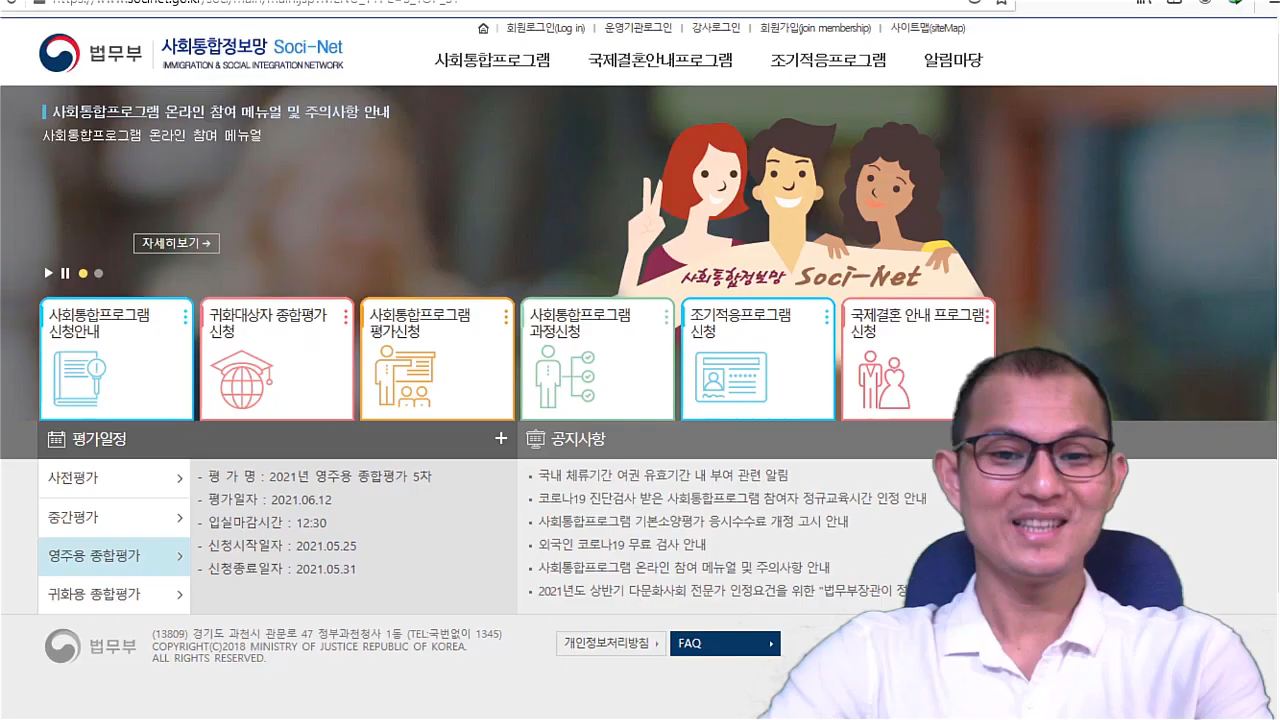 회원로그인(Log in) | 운영기관로그인 | 강사로그인 | 회원가입(join membership) | 사이트맵(siteMap)
법무부
사회통합정보망 Soci-Net
IMMIGRATION & SOCIAL INTEGRATION NETWORK
사회통합프로그램 국제결혼안내프로그램 조기적응프로그램 알림마당
사회통합프로그램 온라인 참여 메뉴얼 및 주의사항 안내
사회통합프로그램 온라인 참여 메뉴얼
자세히보기→
사회통합정보망 Soci-Net
사회통합프로그램
신청안내
귀화대상자 종합평가
신청
사회통합프로그램
평가신청
사회통합프로그램
과정신청
조기적응프로그램
신청
국제결혼 안내 프로그램
신청
평가일정 +
사전평가
중간평가
영주용 종합평가
귀화용 종합평가
- 평 가 명 : 2021년 영주용 종합평가 5차
- 평가일자 : 2021.06.12
- 입실마감시간 : 12:30
- 신청시작일자 : 2021.05.25
- 신청종료일자 : 2021.05.31
공지사항
국내 체류기간 여권 유효기간 내 부여 관련 알림
코로나19 진단검사 받은 사회통합프로그램 참여자 정규교육시간 인정 안내
사회통합프로그램 기본소양평가 응시수수료 개정 고시 안내
외국인 코로나19 무료 검사 안내
사회통합프로그램 온라인 참여 메뉴얼 및 주의사항 안내
2021년도 상반기 다문화사회 전문가 인정요건을 위한 "법무부장관이 정
법무부
(13809) 경기도 과천시 관문로 47 정부과천청사 1동 (TEL:국번없이 1345)
COPYRIGHT(C)2018 MINISTRY OF JUSTICE REPUBLIC OF KOREA.
ALL RIGHTS RESERVED.
개인정보처리방침
FAQ